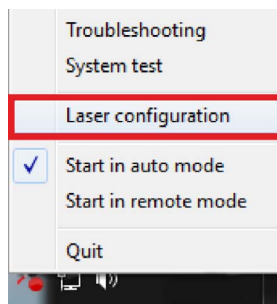 Troubleshooting
System test
Laser configuration
Start in auto mode
Start in remote mode
Quit